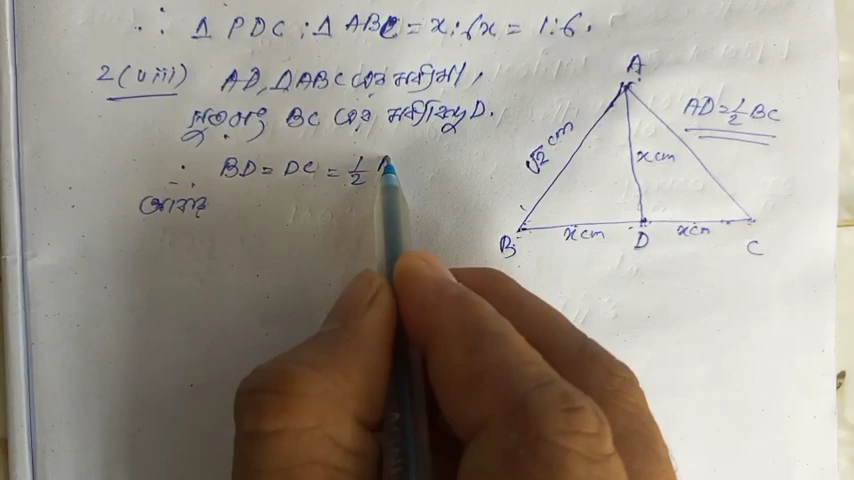 ∴ Δ PDC : Δ ABC = x : 6x = 1:6.
2(viii) AD, ΔABC এর মধ্যমা,
সুতরাং BC এর মধ্যবিন্দু D.
∴ BD = DC = 1/2
আবার
A
AD = 1/2 BC
√2 cm
x cm
x cm
x cm
B
D
C